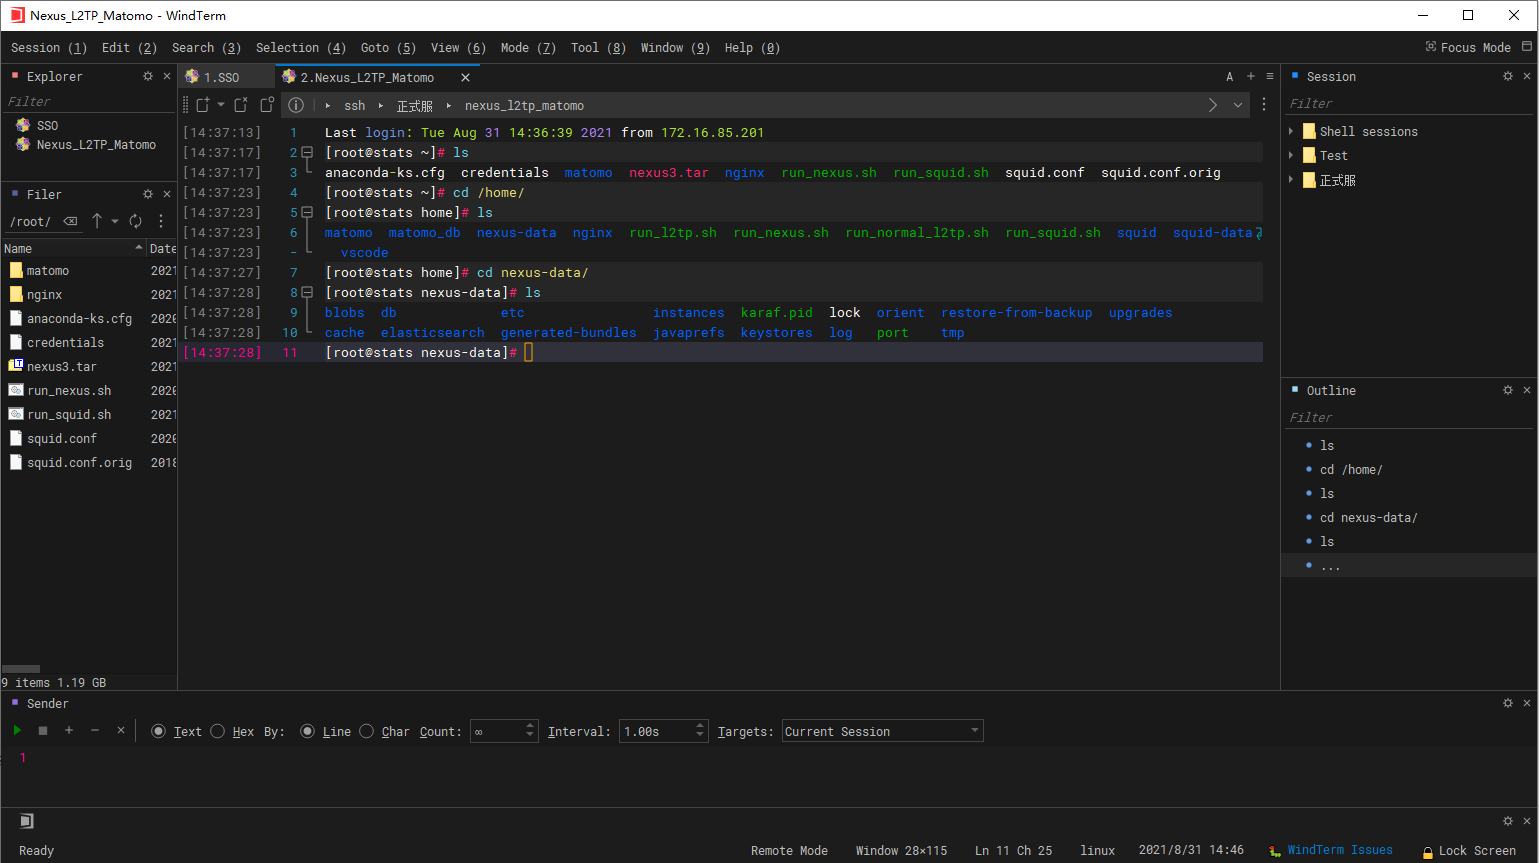 Nexus_L2TP_Matomo - WindTerm
Session (1) Edit (2) Search (3) Selection (4) Goto (5) View (6) Mode (7) Tool (8) Window (9) Help (0) Focus Mode
Explorer
Filter
SSO
Nexus_L2TP_Matomo
Filer
/root/
Name Date
matomo 2021
nginx 2021
anaconda-ks.cfg 2020
credentials 2021
nexus3.tar 2021
run_nexus.sh 2020
run_squid.sh 2021
squid.conf 2020
squid.conf.orig 2018
9 items 1.19 GB
1.SSO 2.Nexus_L2TP_Matomo A
ssh 正式服 nexus_l2tp_matomo
[14:37:13] 1 Last login: Tue Aug 31 14:36:39 2021 from 172.16.85.201
[14:37:17] 2 [root@stats ~]# ls
[14:37:17] 3 anaconda-ks.cfg credentials matomo nexus3.tar nginx run_nexus.sh run_squid.sh squid.conf squid.conf.orig
[14:37:23] 4 [root@stats ~]# cd /home/
[14:37:23] 5 [root@stats home]# ls
[14:37:23] 6 matomo matomo_db nexus-data nginx run_l2tp.sh run_nexus.sh run_normal_l2tp.sh run_squid.sh squid squid-data
[14:37:23] - vscode
[14:37:27] 7 [root@stats home]# cd nexus-data/
[14:37:28] 8 [root@stats nexus-data]# ls
[14:37:28] 9 blobs db etc instances karaf.pid lock orient restore-from-backup upgrades
[14:37:28] 10 cache elasticsearch generated-bundles javaprefs keystores log port tmp
[14:37:28] 11 [root@stats nexus-data]#
Session
Filter
Shell sessions
Test
正式服
Outline
Filter
ls
cd /home/
ls
cd nexus-data/
ls
...
Sender
Text Hex By: Line Char Count: ∞ Interval: 1.00s Targets: Current Session
1
Ready Remote Mode Window 28×115 Ln 11 Ch 25 linux 2021/8/31 14:46 WindTerm Issues Lock Screen